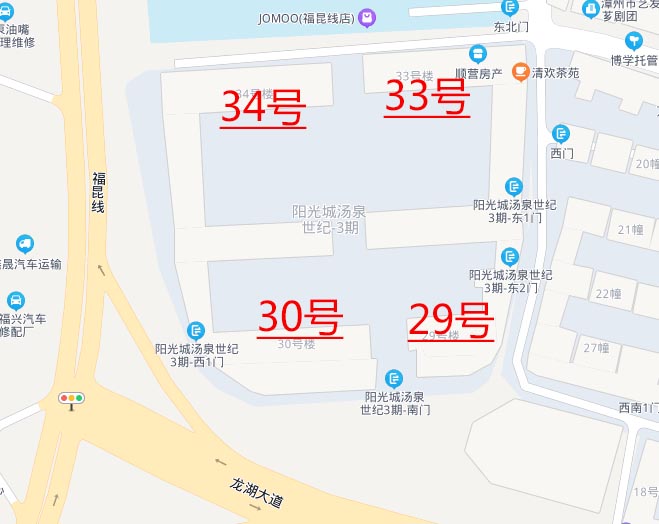 JOMOO(福昆线店)
东北门
漳州市艺发
芗剧团
泵油嘴
理维修
博学托管
顺营房产
清欢茶苑
33号楼
33号
34号楼
34号
西门
20幢
福昆线
阳光城汤泉世纪
3期-东1门
阳光城汤泉
世纪-3期
21幢
晟汽车运输
阳光城汤泉世纪
3期-东2门
22幢
福兴汽车
修配厂
30号
30号楼
29号
29号楼
27幢
阳光城汤泉世纪
3期-西1门
阳光城汤泉
世纪3期-南门
西南1门
龙湖大道
18号